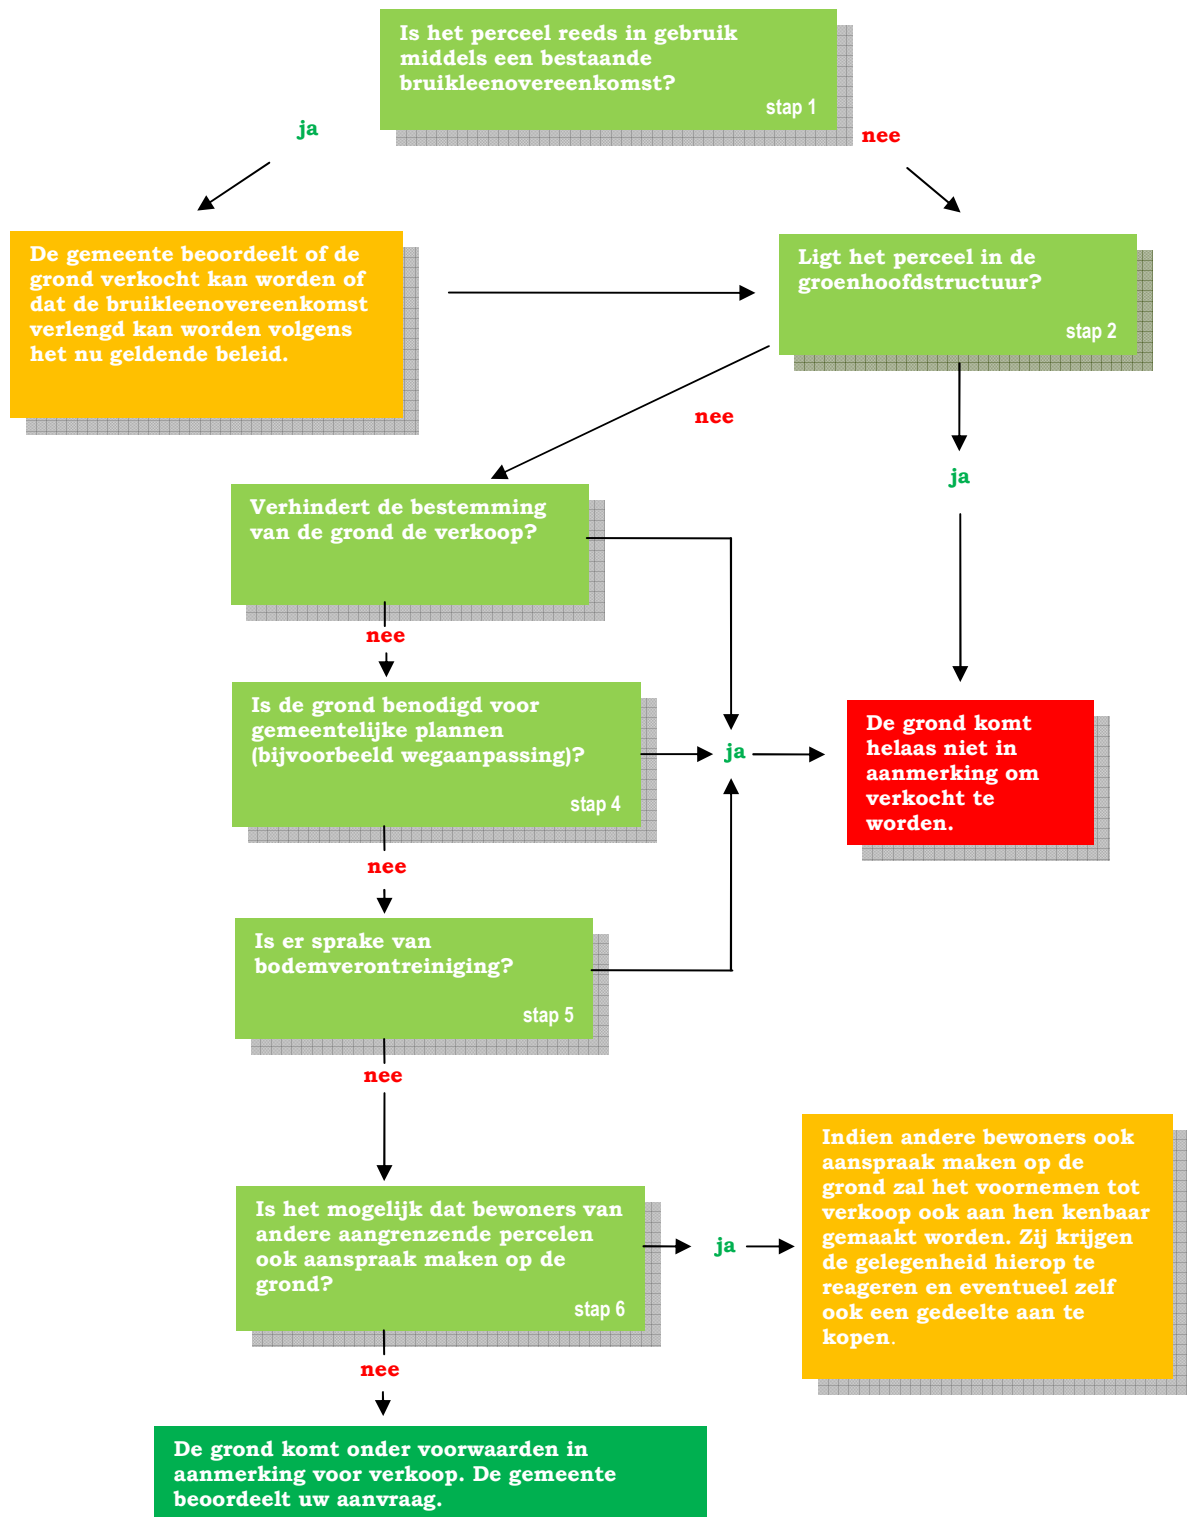 Is het perceel reeds in gebruik
middels een bestaande
bruikleenovereenkomst?
stap 1
ja
nee
De gemeente beoordeelt of de
grond verkocht kan worden of
dat de bruikleenovereenkomst
verlengd kan worden volgens
het nu geldende beleid.
Ligt het perceel in de
groenhoofdstructuur?
stap 2
nee
ja
Verhindert de bestemming
van de grond de verkoop?
nee
Is de grond benodigd voor
gemeentelijke plannen
(bijvoorbeeld wegaanpassing)?
stap 4
ja
De grond komt
helaas niet in
aanmerking om
verkocht te
worden.
nee
Is er sprake van
bodemverontreiniging?
stap 5
nee
Is het mogelijk dat bewoners van
andere aangrenzende percelen
ook aanspraak maken op de
grond?
stap 6
ja
Indien andere bewoners ook
aanspraak maken op de
grond zal het voornemen tot
verkoop ook aan hen kenbaar
gemaakt worden. Zij krijgen
de gelegenheid hierop te
reageren en eventueel zelf
ook een gedeelte aan te
kopen.
nee
De grond komt onder voorwaarden in
aanmerking voor verkoop. De gemeente
beoordeelt uw aanvraag.